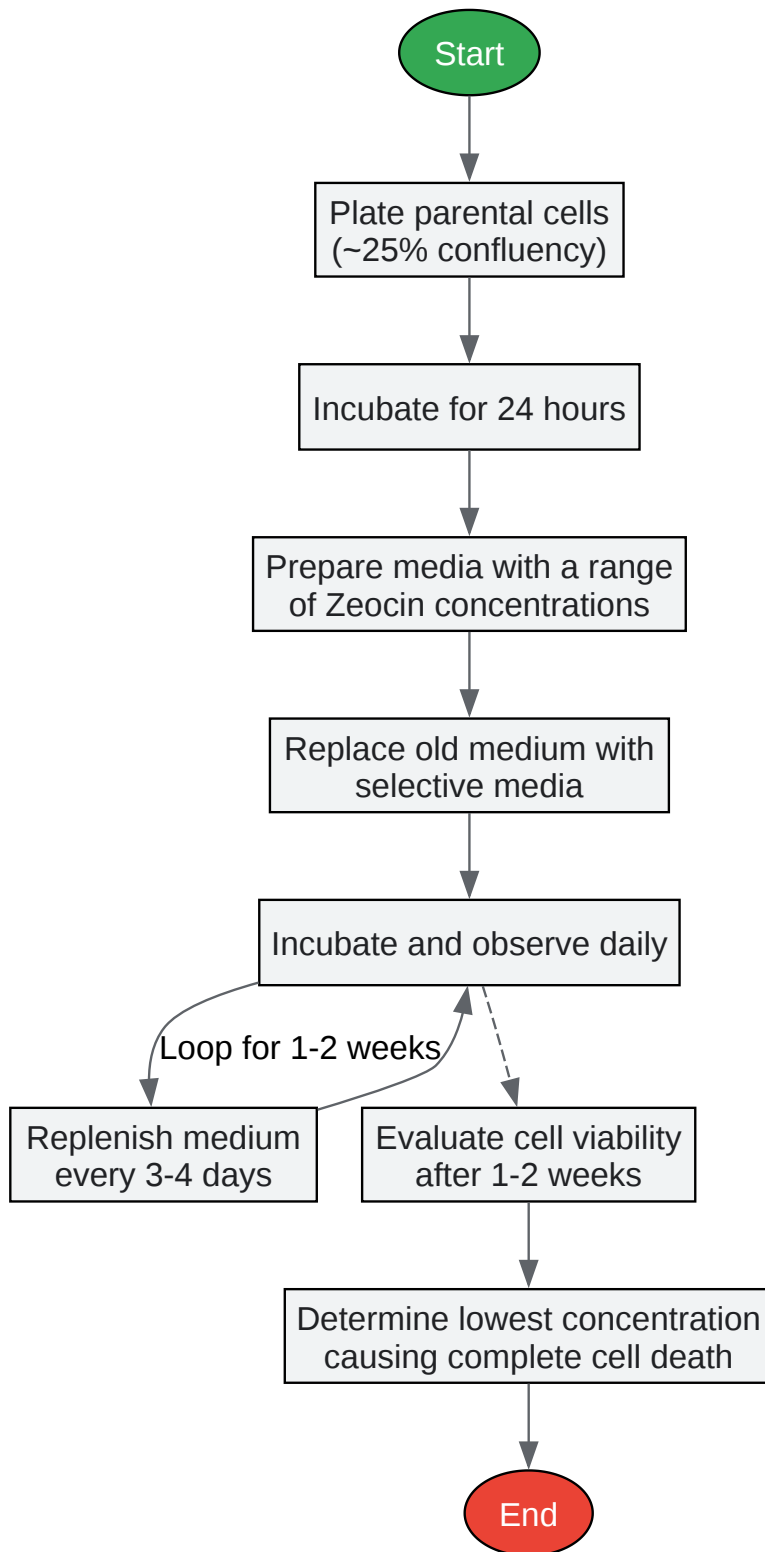 Start
Plate parental cells
(~25% confluency)
Incubate for 24 hours
Prepare media with a range
of Zeocin concentrations
Replace old medium with
selective media
Incubate and observe daily
Loop for 1-2 weeks
Replenish medium
every 3-4 days
Evaluate cell viability
after 1-2 weeks
Determine lowest concentration
causing complete cell death
End